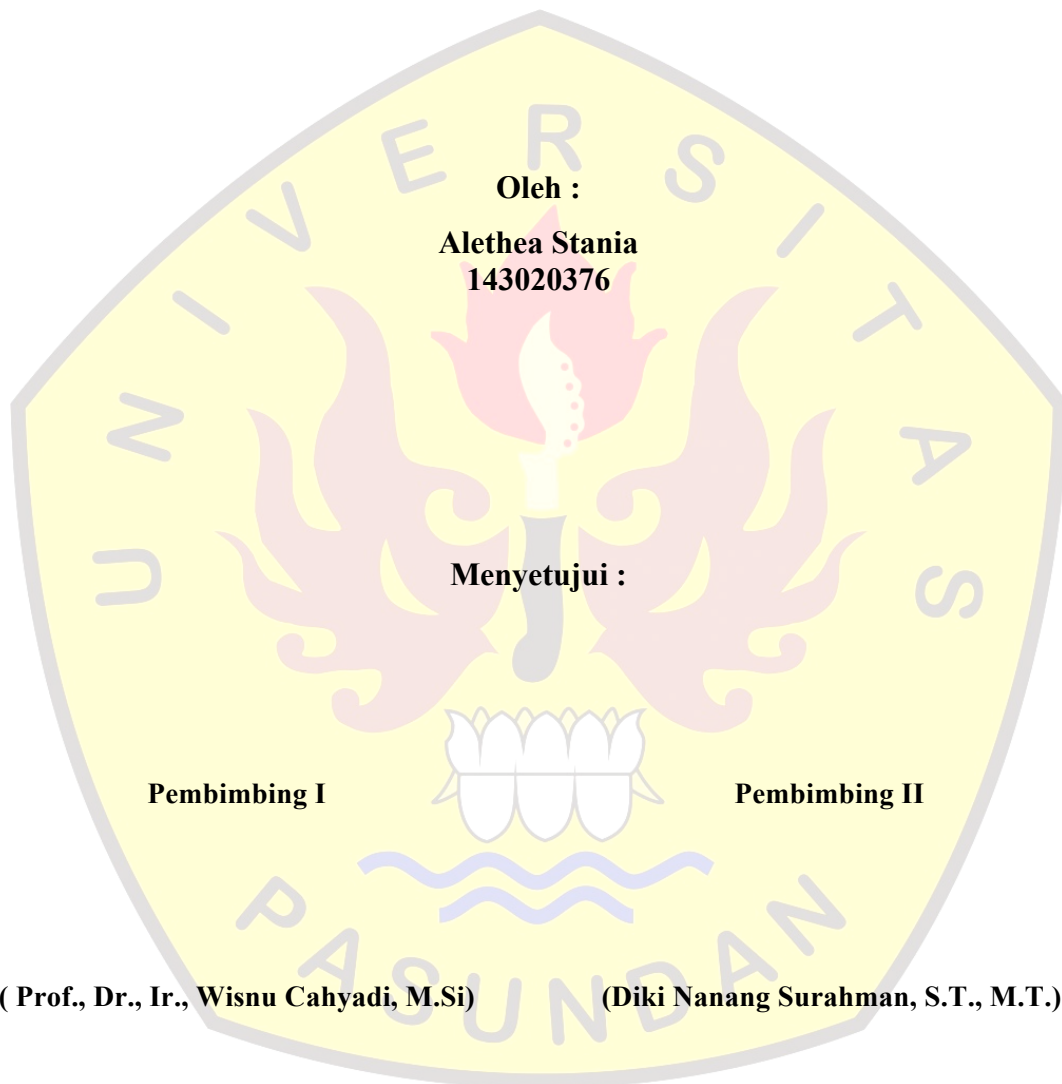 Oleh :
Alethea Stania
143020376
Menyetujui :
Pembimbing I Pembimbing II
( Prof., Dr., Ir., Wisnu Cahyadi, M.Si) (Diki Nanang Surahman, S.T., M.T.)
UNIVERSITAS
PASUNDAN